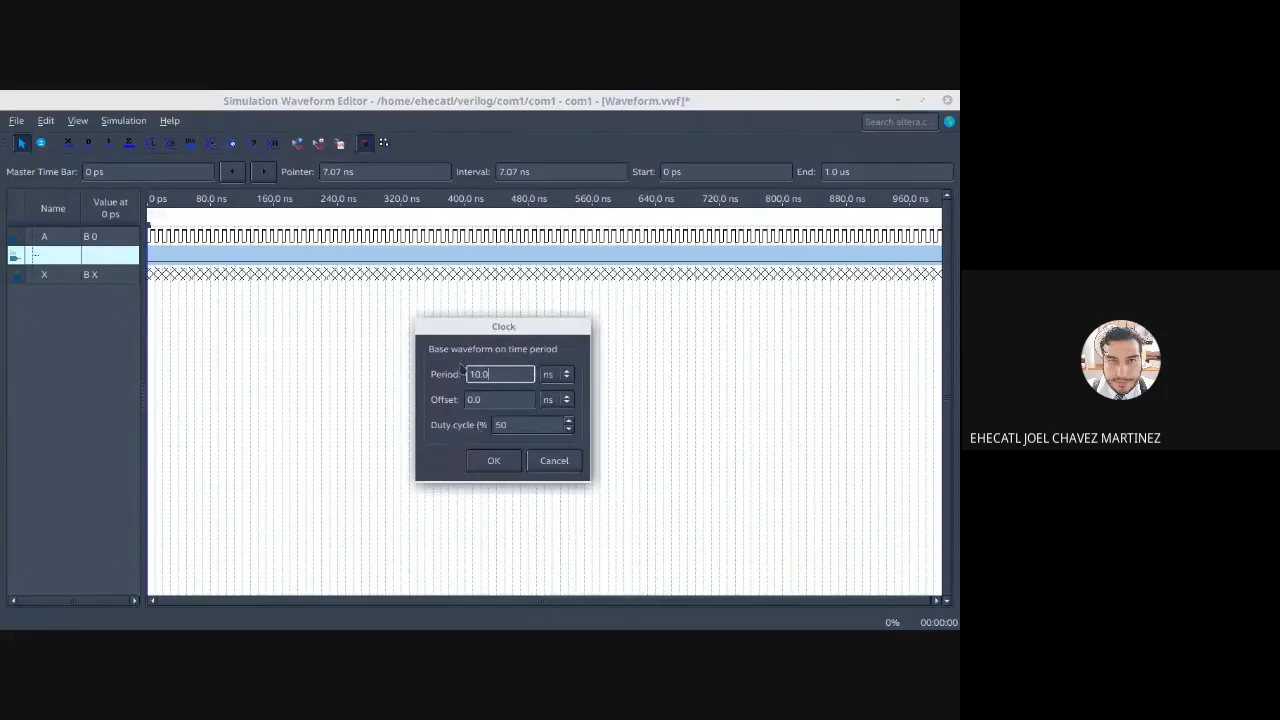 Simulation Waveform Editor - /home/ehecatl/verilog/com1/com1 - com1 - [Waveform.vwf]*
File Edit View Simulation Help
Search altera.c...
Master Time Bar: 0 ps Pointer: 7.07 ns Interval: 7.07 ns Start: 0 ps End: 1.0 us
Name Value at 0 ps
0 ps 80.0 ns 160.0 ns 240.0 ns 320.0 ns 400.0 ns 480.0 ns 560.0 ns 640.0 ns 720.0 ns 800.0 ns 880.0 ns 960.0 ns
A B 0
...
X B X
Clock
Base waveform on time period
Period: 10.0 ns
Offset: 0.0 ns
Duty cycle (% 50
OK Cancel
0% 00:00:00
EHECATL JOEL CHAVEZ MARTINEZ